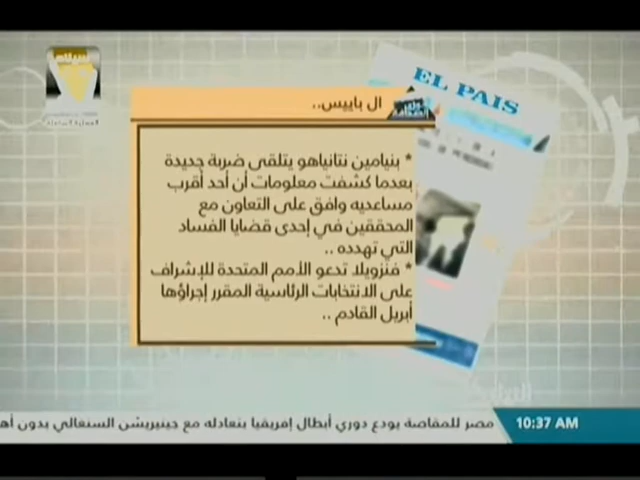 سيناء
EL PAIS
ال باييس..
* بنيامين نتانياهو يتلقى ضربة جديدة
بعدما كشفت معلومات أن أحد أقرب
مساعديه وافق على التعاون مع
المحققين في إحدى قضايا الفساد
التي تهدده ..
* فنزويلا تدعو الأمم المتحدة للإشراف
على الانتخابات الرئاسية المقرر إجراؤها
أبريل القادم ..
مصر للمقاصة يودع دوري أبطال إفريقيا بتعادله مع جينيريشن السنغالي بدون أه
10:37 AM